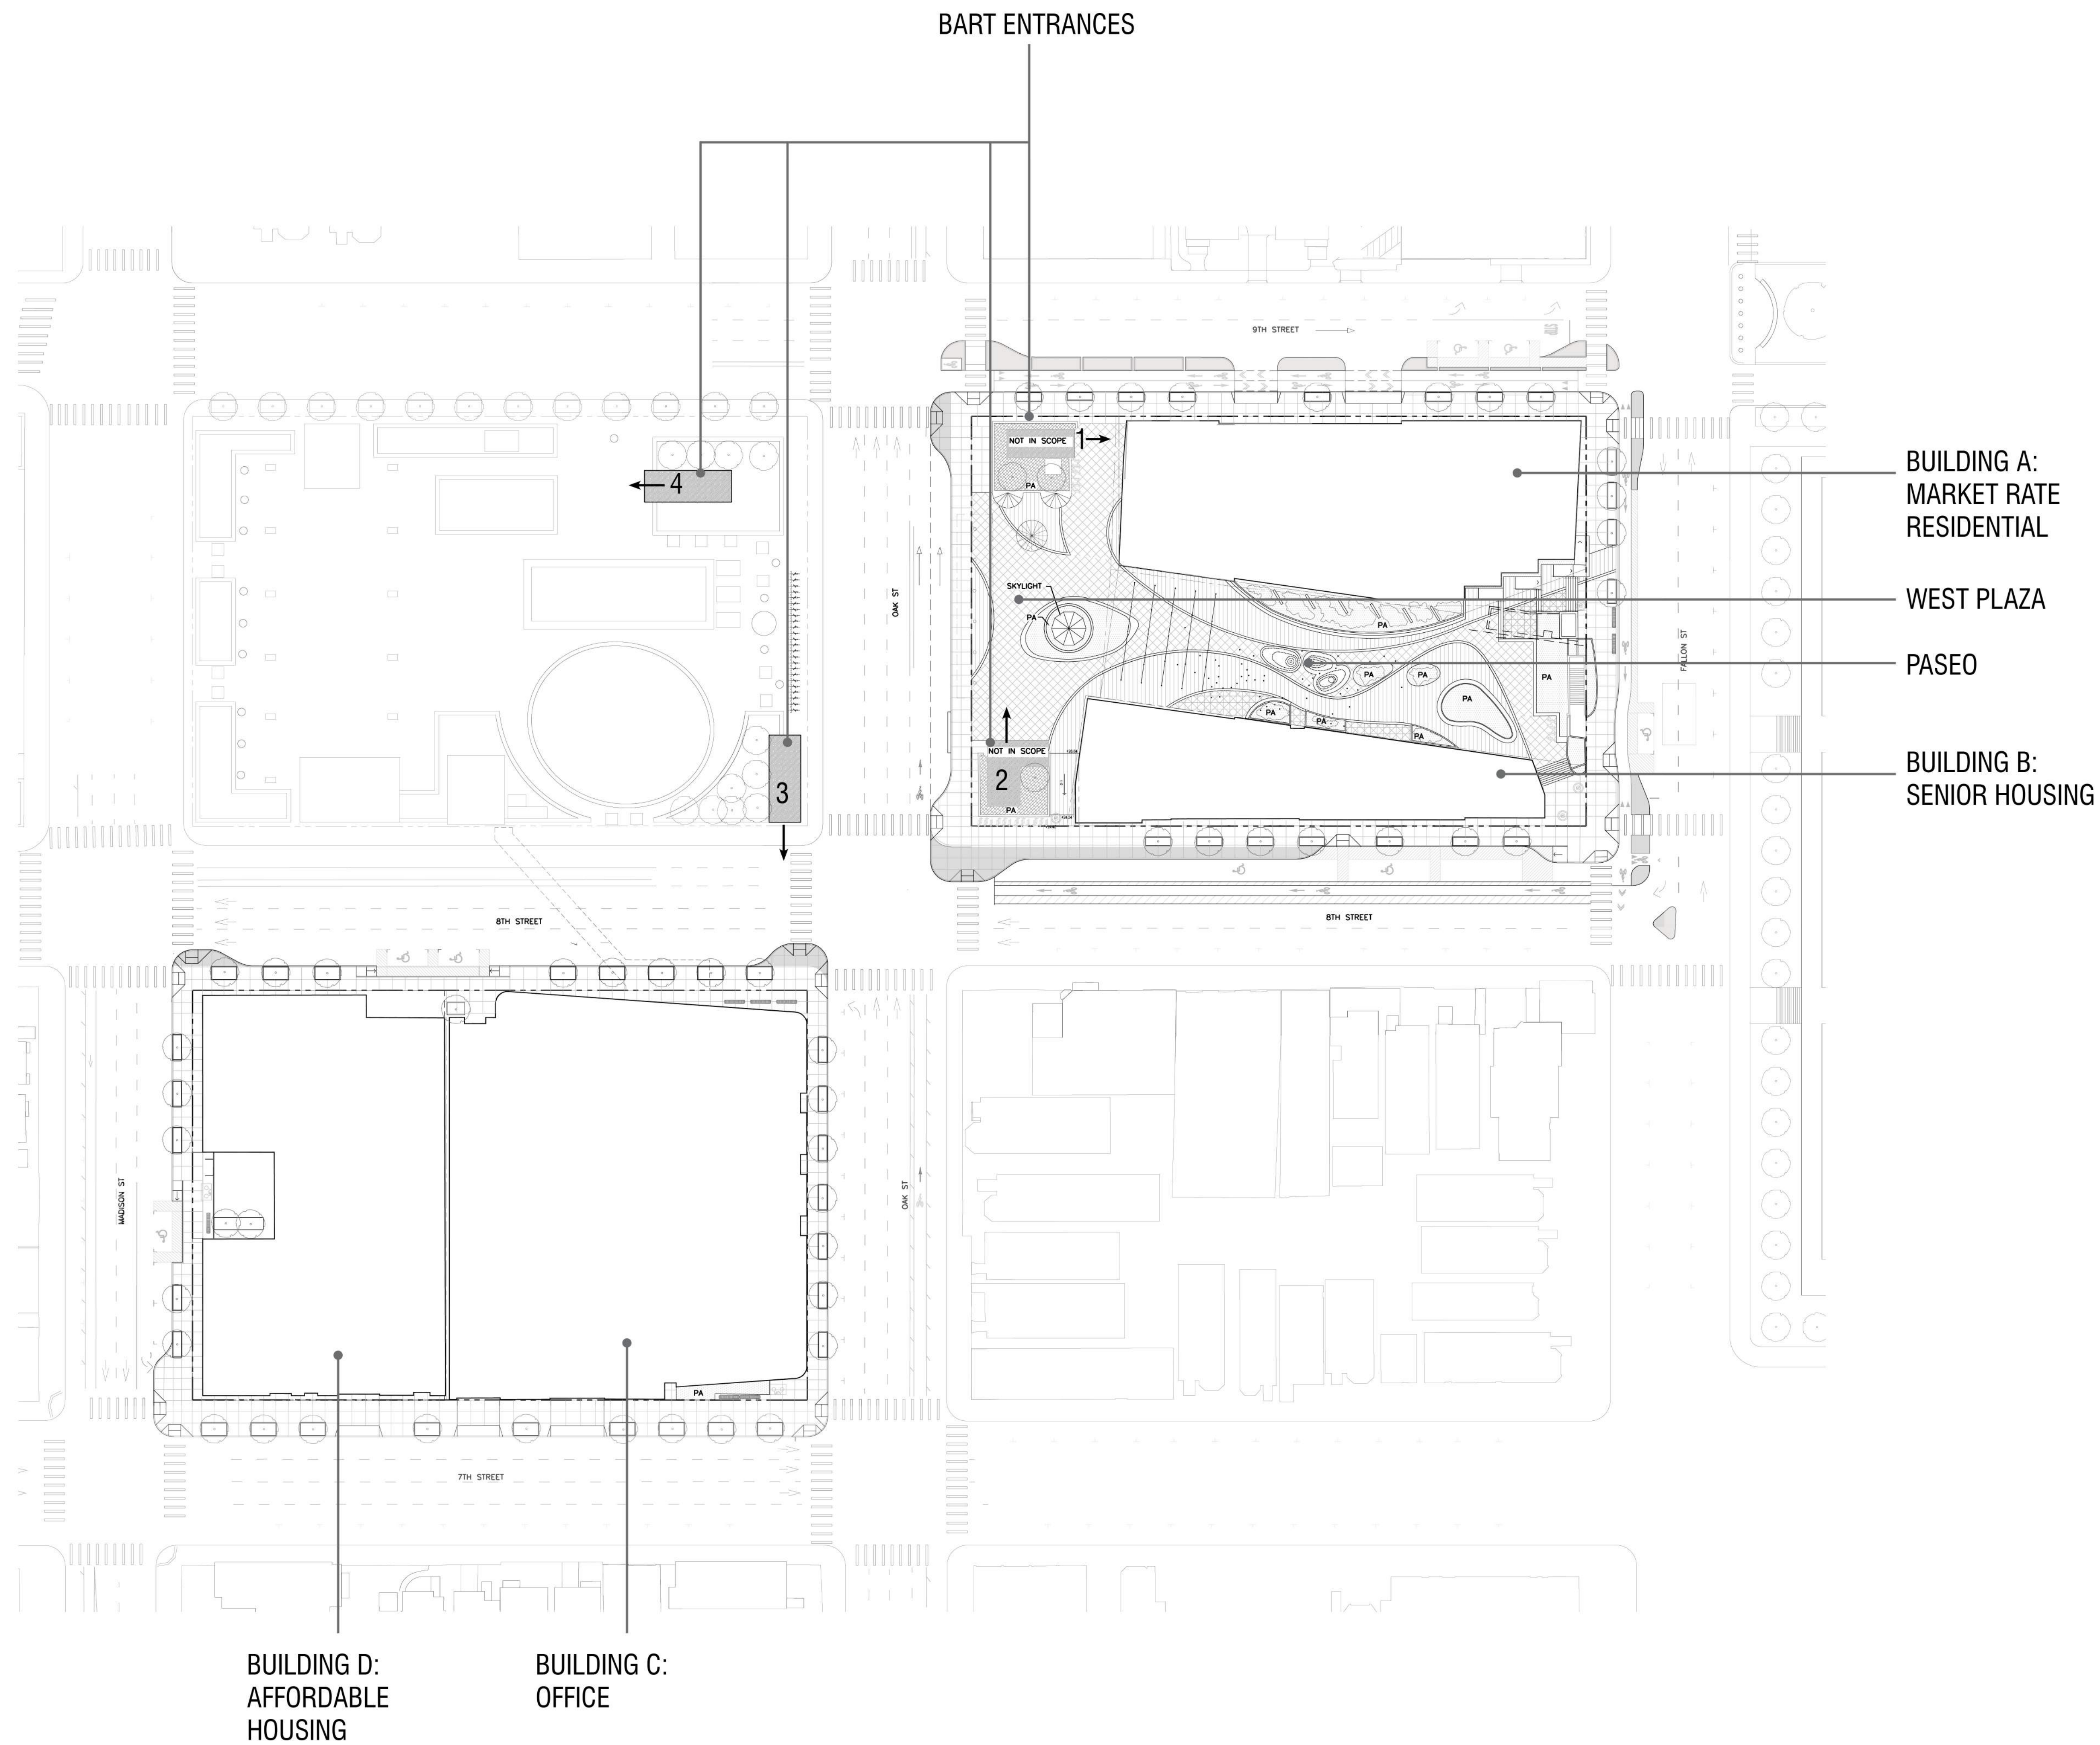 BART ENTRANCES
9TH STREET
NOT IN SCOPE
1
PA
4
BUILDING A:
MARKET RATE
RESIDENTIAL
OAK ST
SKYLIGHT
PA
PA
WEST PLAZA
FALLON ST
PASEO
PA
PA
PA
PA
PA
PA
PA
NOT IN SCOPE
2
PA
3
BUILDING B:
SENIOR HOUSING
8TH STREET
8TH STREET
MADISON ST
OAK ST
PA
7TH STREET
BUILDING D:
AFFORDABLE
HOUSING
BUILDING C:
OFFICE